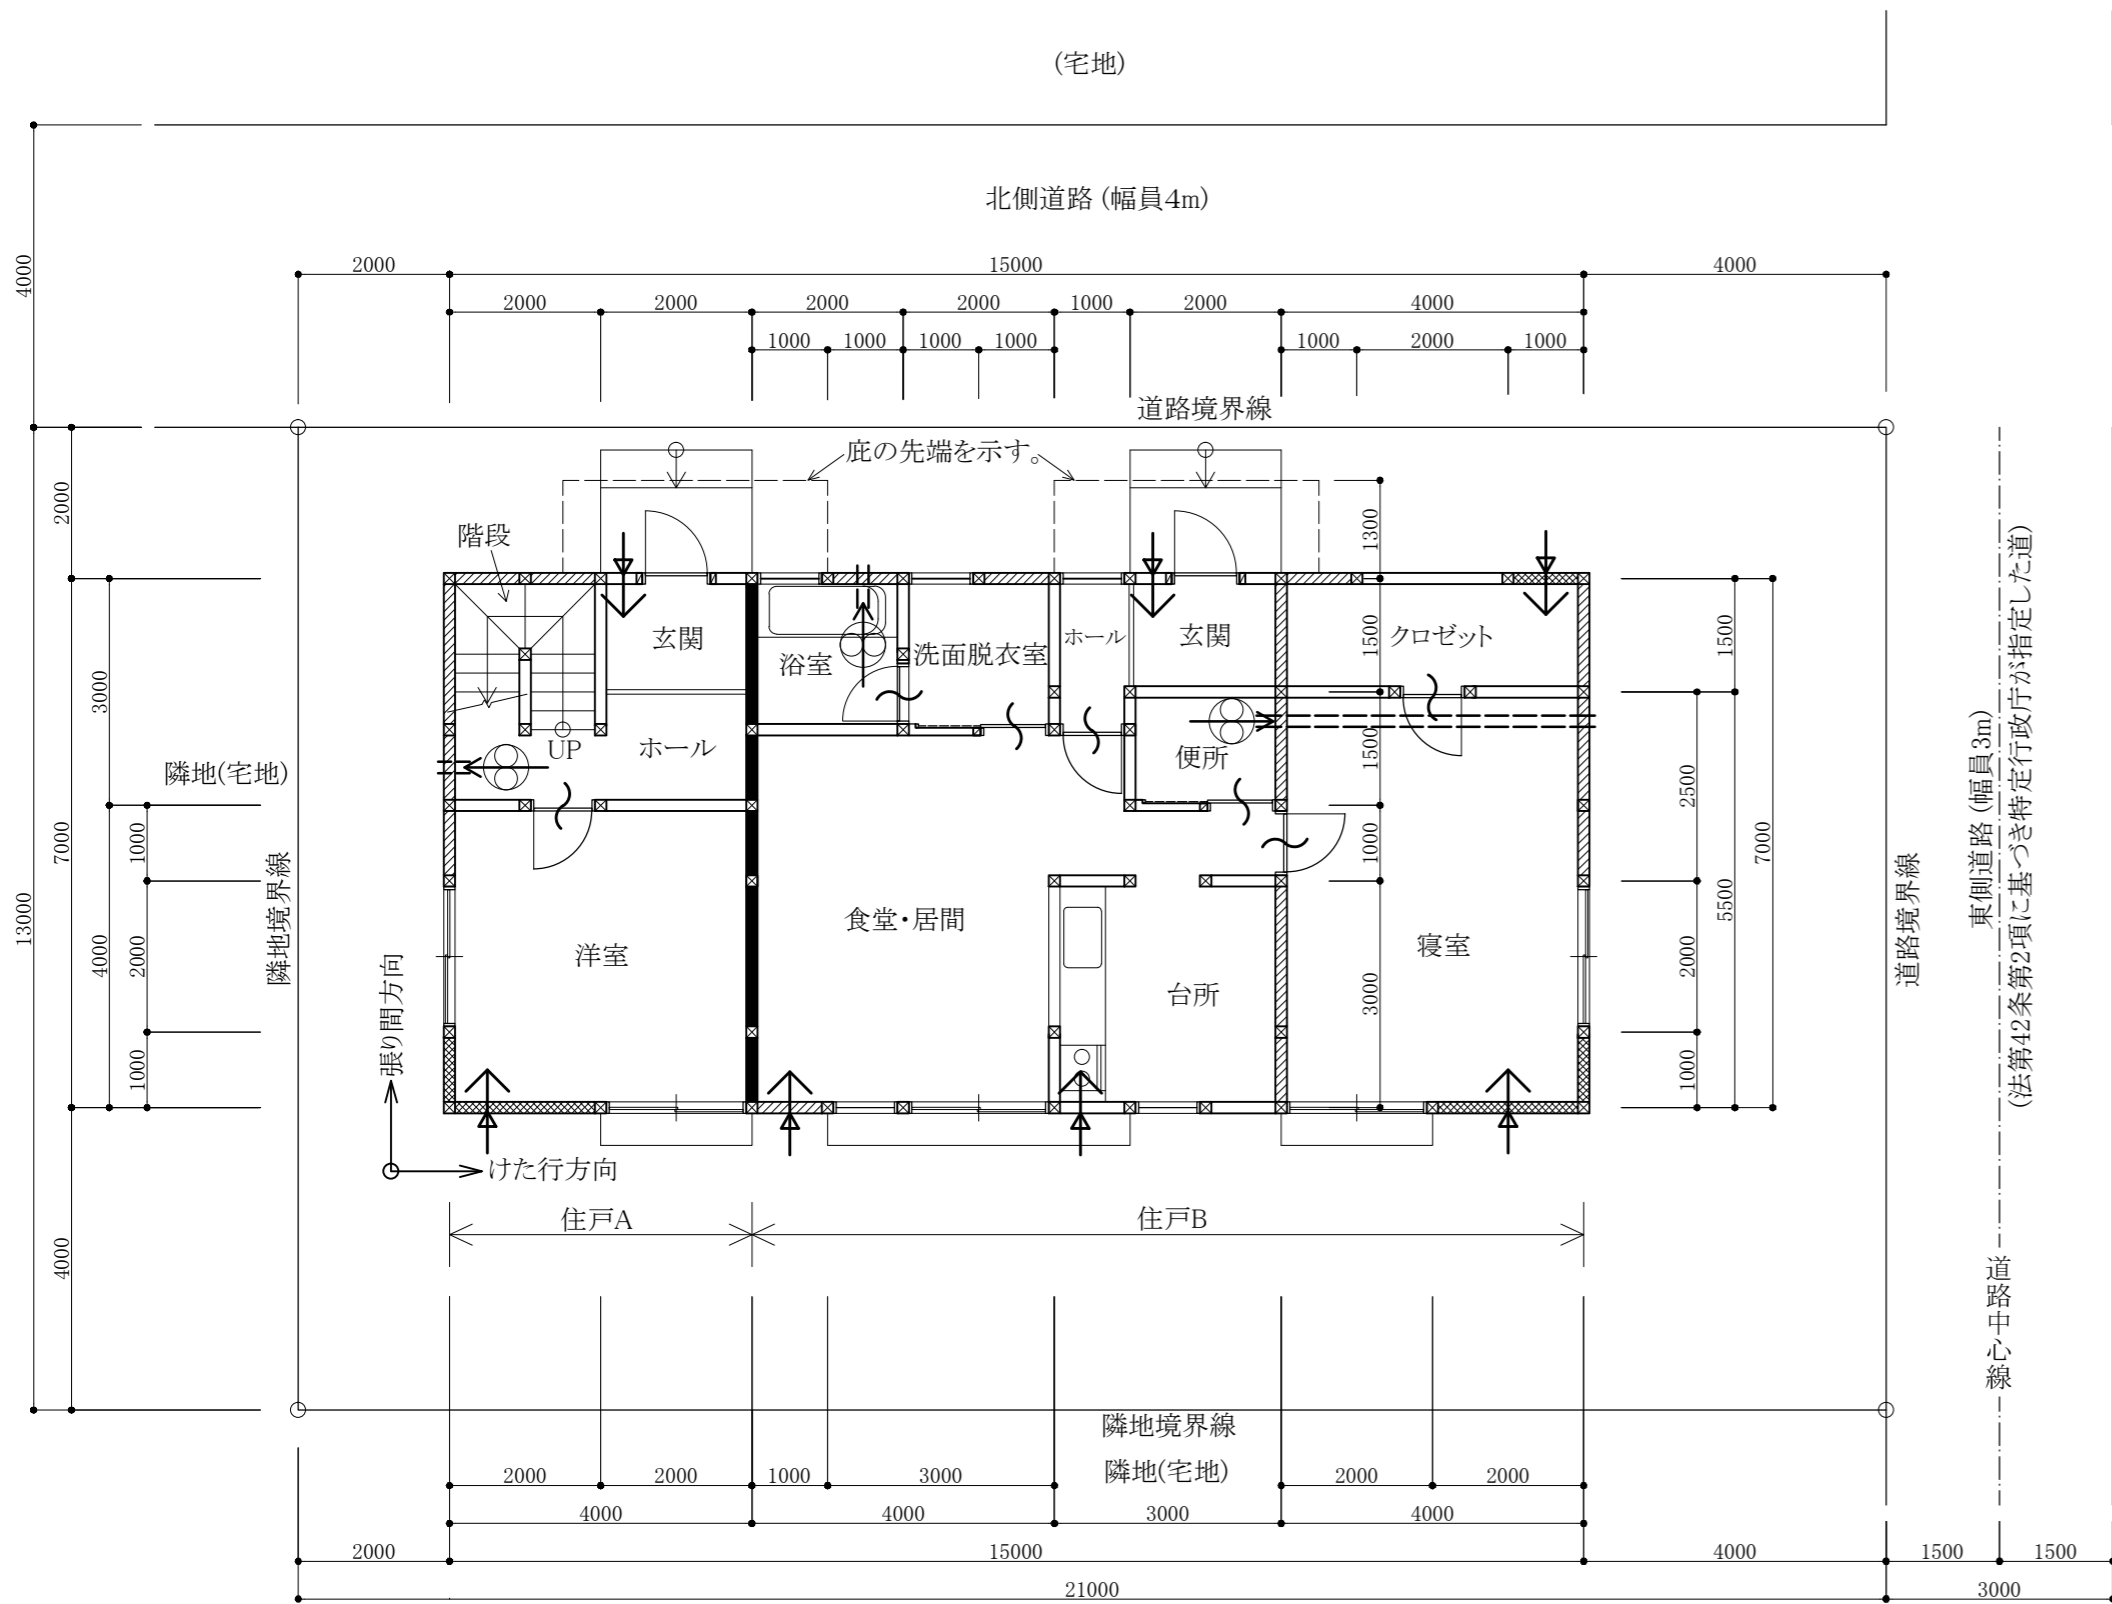 (宅地)
北側道路 (幅員4m)
4000
2000
15000
4000
2000
2000
2000
2000
1000
2000
4000
1000
1000
1000
1000
1000
2000
1000
道路境界線
庇の先端を示す。
階段
玄関
浴室
洗面脱衣室
ホール
玄関
クロゼット
UP
ホール
便所
隣地(宅地)
隣地境界線
洋室
食堂・居間
台所
寝室
2000
3000
7000
13000
4000
1000
2000
1000
4000
1300
1500
1500
1000
3000
1500
2500
5500
2000
1000
7000
道路境界線
東側道路 (幅員3m)
(法第42条第2項に基づき特定行政庁が指定した道)
道路中心線
張り間方向
けた行方向
住戸A
住戸B
隣地境界線
隣地(宅地)
2000
2000
1000
3000
2000
2000
4000
4000
3000
4000
2000
15000
4000
1500
1500
21000
3000